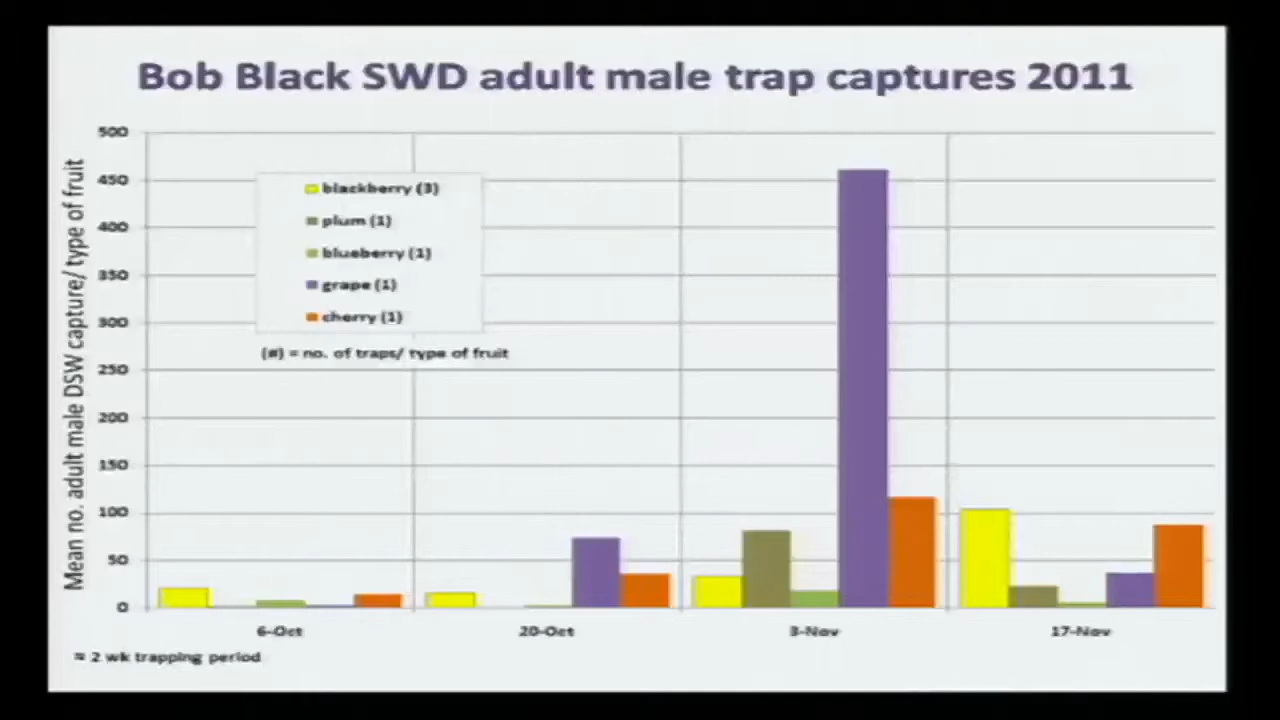 Bob Black SWD adult male trap captures 2011
Mean no. adult male DSW capture/ type of fruit
500
450
400
350
300
250
200
150
100
50
0
blackberry (3)
plum (1)
blueberry (1)
grape (1)
cherry (1)
(#) = no. of traps/ type of fruit
6-Oct
20-Oct
3-Nov
17-Nov
≈ 2 wk trapping period